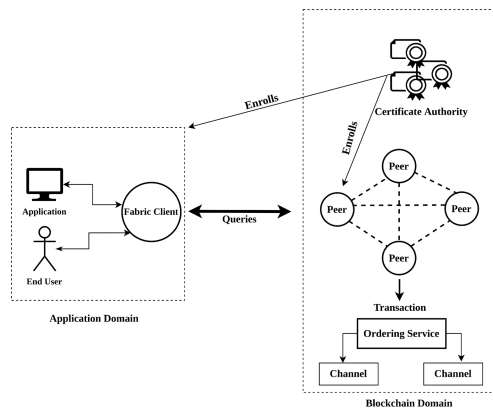 Certificate Authority
Enrolls
Enrolls
Peer
Application
Fabric Client
Peer
Peer
Queries
End User
Peer
Transaction
Application Domain
Ordering Service
Channel
Channel
Blockchain Domain